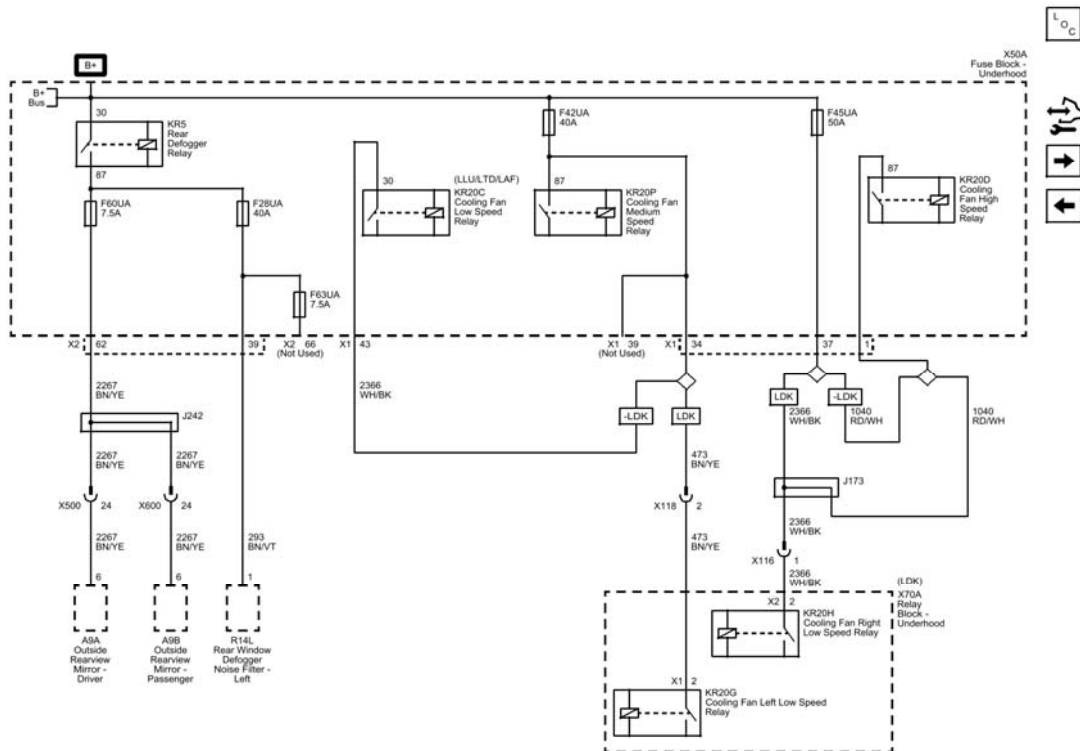 L
O
C
X50A
Fuse Block -
Underhood
B+
B+
Bus
30
KR5
Rear
Defogger
Relay
87
F60UA
7.5A
F28UA
40A
F63UA
7.5A
(LLU/LTD/LAF)
30
KR20C
Cooling Fan
Low Speed
Relay
F42UA
40A
87
KR20P
Cooling Fan
Medium
Speed
Relay
F45UA
50A
87
KR20D
Cooling
Fan High
Speed
Relay
X2
62
39
X2
66
(Not Used)
X1
43
X1
39
(Not Used)
X1
34
37
1
2267
BN/YE
J242
2267
BN/YE
2267
BN/YE
X500
24
X600
24
2267
BN/YE
2267
BN/YE
293
BN/VT
6
6
1
A9A
Outside
Rearview
Mirror -
Driver
A9B
Outside
Rearview
Mirror -
Passenger
R14L
Rear Window
Defogger
Noise Filter -
Left
2366
WH/BK
-LDK
LDK
473
BN/YE
X118
2
473
BN/YE
LDK
-LDK
2366
WH/BK
1040
RD/WH
1040
RD/WH
J173
2366
WH/BK
X116
1
2366
WH/BK
(LDK)
X70A
Relay
Block -
Underhood
X2
2
KR20H
Cooling Fan Right
Low Speed Relay
X1
2
KR20G
Cooling Fan Left Low Speed
Relay